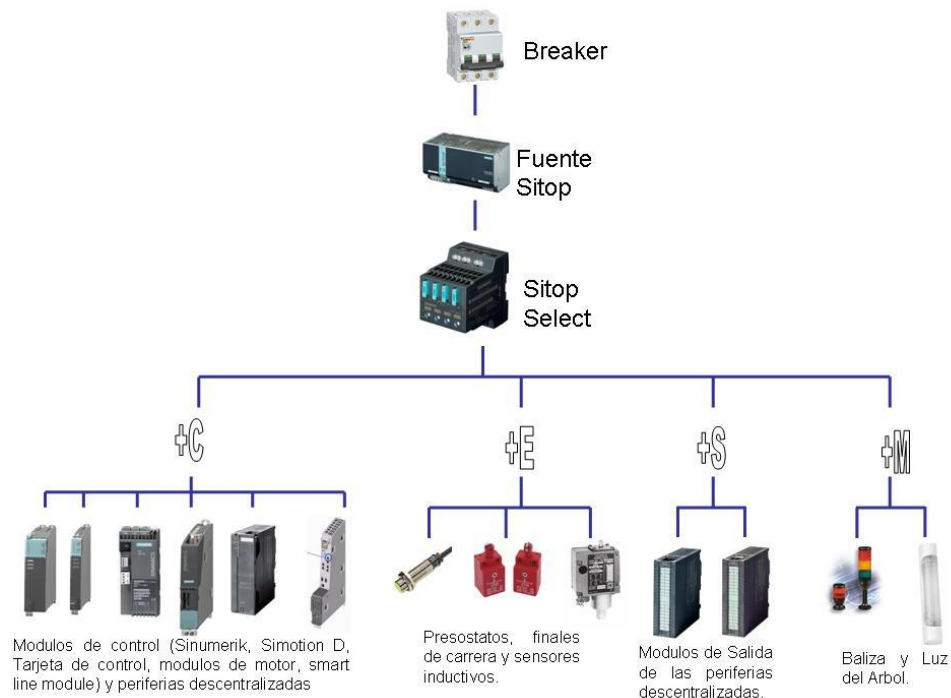 Breaker
Fuente
Sitop
Sitop
Select
+C
+E
+S
+M
Modulos de control (Sinumerik, Simotion D,
Tarjeta de control, modulos de motor, smart
line module) y periferias descentralizadas
Presostatos, finales
de carrera y sensores
inductivos.
Modulos de Salida
de las periferias
descentralizadas.
Baliza y Luz
del Arbol.